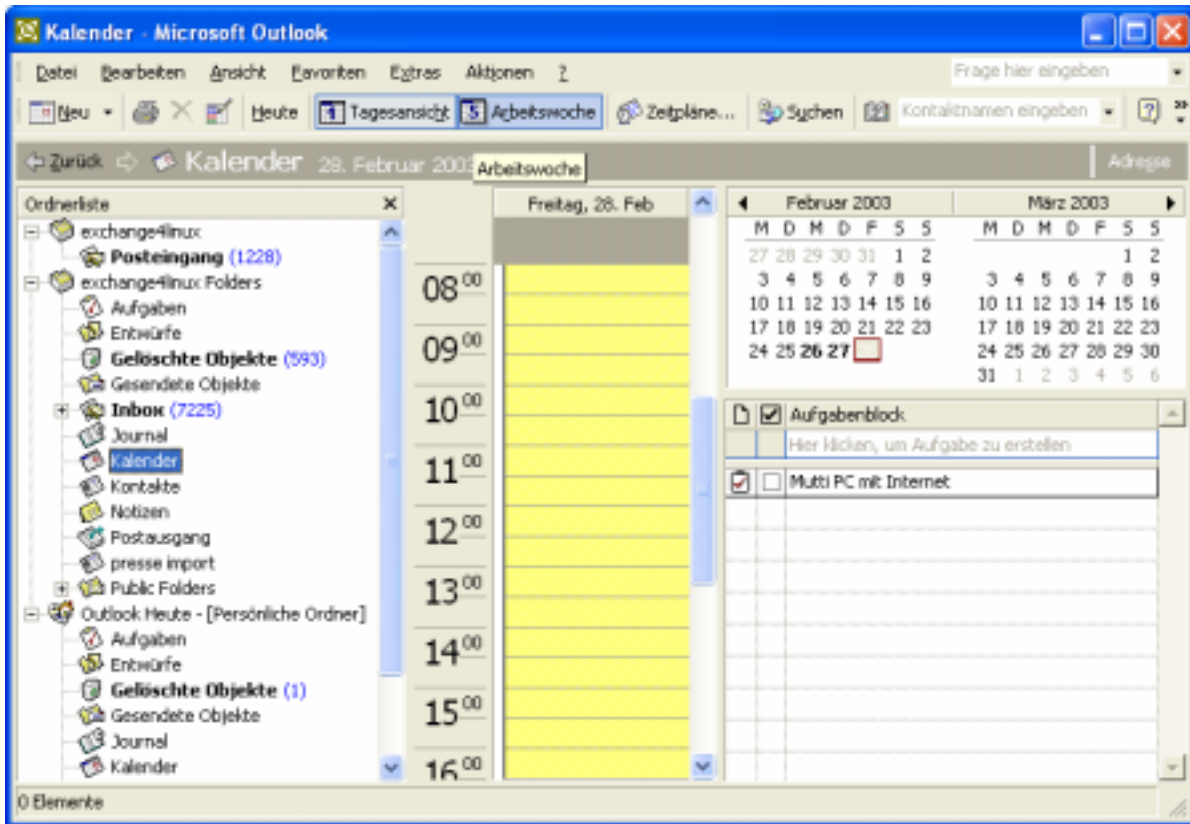 Kalender - Microsoft Outlook
Datei Bearbeiten Ansicht Favoriten Extras Aktionen ? Frage hier eingeben
Neu Heute 1 Tagesansicht 5 Arbeitswoche Zeitpläne... Suchen Kontaktnamen eingeben
Zurück Kalender 28. Februar 2003 Adresse
Arbeitswoche
Ordnerliste
exchange4linux
Posteingang (1228)
exchange4linux Folders
Aufgaben
Entwürfe
Gelöschte Objekte (593)
Gesendete Objekte
Inbox (7225)
Journal
Kalender
Kontakte
Notizen
Postausgang
presse import
Public Folders
Outlook Heute - [Persönliche Ordner]
Aufgaben
Entwürfe
Gelöschte Objekte (1)
Gesendete Objekte
Journal
Kalender
Freitag, 28. Feb
08 00
09 00
10 00
11 00
12 00
13 00
14 00
15 00
16 00
Februar 2003
M D M D F S S
27 28 29 30 31 1 2
3 4 5 6 7 8 9
10 11 12 13 14 15 16
17 18 19 20 21 22 23
24 25 26 27
März 2003
M D M D F S S
1 2
3 4 5 6 7 8 9
10 11 12 13 14 15 16
17 18 19 20 21 22 23
24 25 26 27 28 29 30
31 1 2 3 4 5 6
Aufgabenblock
Hier klicken, um Aufgabe zu erstellen
Mutti PC mit Internet
0 Elemente